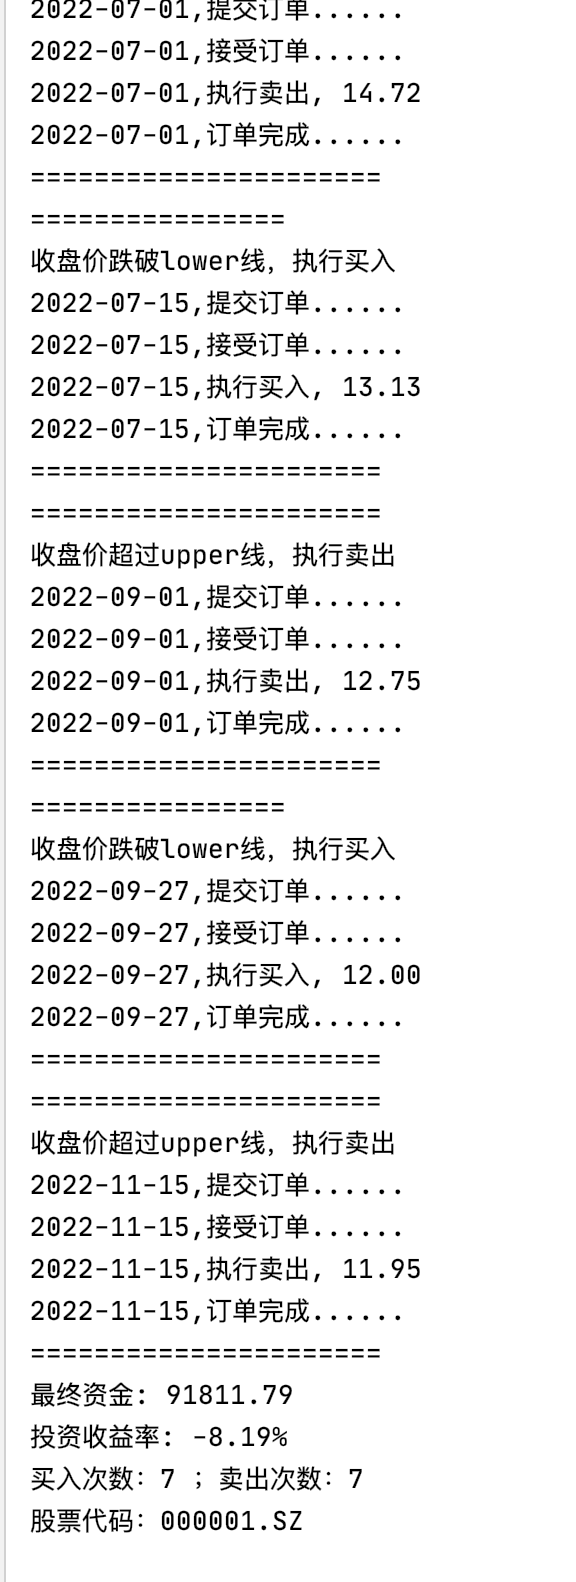 2022-07-01,提交订单......
2022-07-01,接受订单......
2022-07-01,执行卖出, 14.72
2022-07-01,订单完成......
======================
================
收盘价跌破lower线，执行买入
2022-07-15,提交订单......
2022-07-15,接受订单......
2022-07-15,执行买入, 13.13
2022-07-15,订单完成......
======================
======================
收盘价超过upper线，执行卖出
2022-09-01,提交订单......
2022-09-01,接受订单......
2022-09-01,执行卖出, 12.75
2022-09-01,订单完成......
======================
================
收盘价跌破lower线，执行买入
2022-09-27,提交订单......
2022-09-27,接受订单......
2022-09-27,执行买入, 12.00
2022-09-27,订单完成......
======================
======================
收盘价超过upper线，执行卖出
2022-11-15,提交订单......
2022-11-15,接受订单......
2022-11-15,执行卖出, 11.95
2022-11-15,订单完成......
======================
最终资金: 91811.79
投资收益率: -8.19%
买入次数：7 ；卖出次数：7
股票代码：000001.SZ